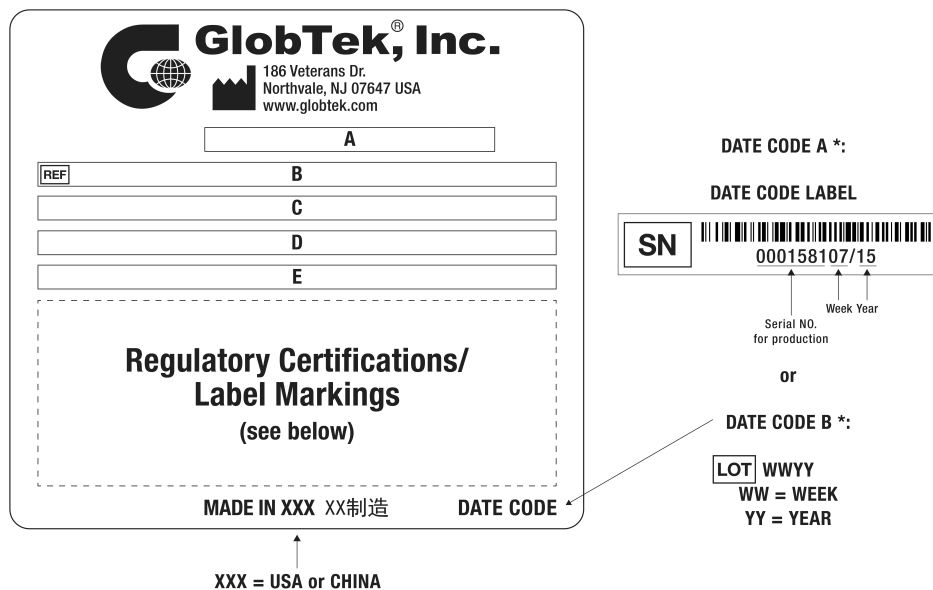 GlobTek,® Inc.
186 Veterans Dr.
Northvale, NJ 07647 USA
www.globtek.com
A
REF B
C
D
E
Regulatory Certifications/
Label Markings
(see below)
MADE IN XXX XX制造 DATE CODE
XXX = USA or CHINA
DATE CODE A *:
DATE CODE LABEL
SN
000158107/15
Week Year
Serial NO.
for production
or
DATE CODE B *:
LOT WWYY
WW = WEEK
YY = YEAR